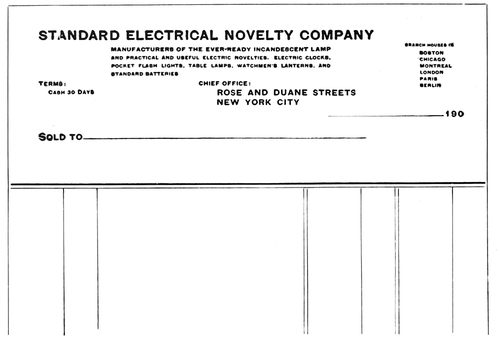 STANDARD ELECTRICAL NOVELTY COMPANY
MANUFACTURERS OF THE EVER-READY INCANDESCENT LAMP
AND PRACTICAL AND USEFUL ELECTRIC NOVELTIES. ELECTRIC CLOCKS,
POCKET FLASH LIGHTS, TABLE LAMPS, WATCHMEN'S LANTERNS, AND
STANDARD BATTERIES
BRANCH HOUSES IN
BOSTON
CHICAGO
MONTREAL
LONDON
PARIS
BERLIN
TERMS:
CASH 30 DAYS
CHIEF OFFICE:
ROSE AND DUANE STREETS
NEW YORK CITY
190
SOLD TO